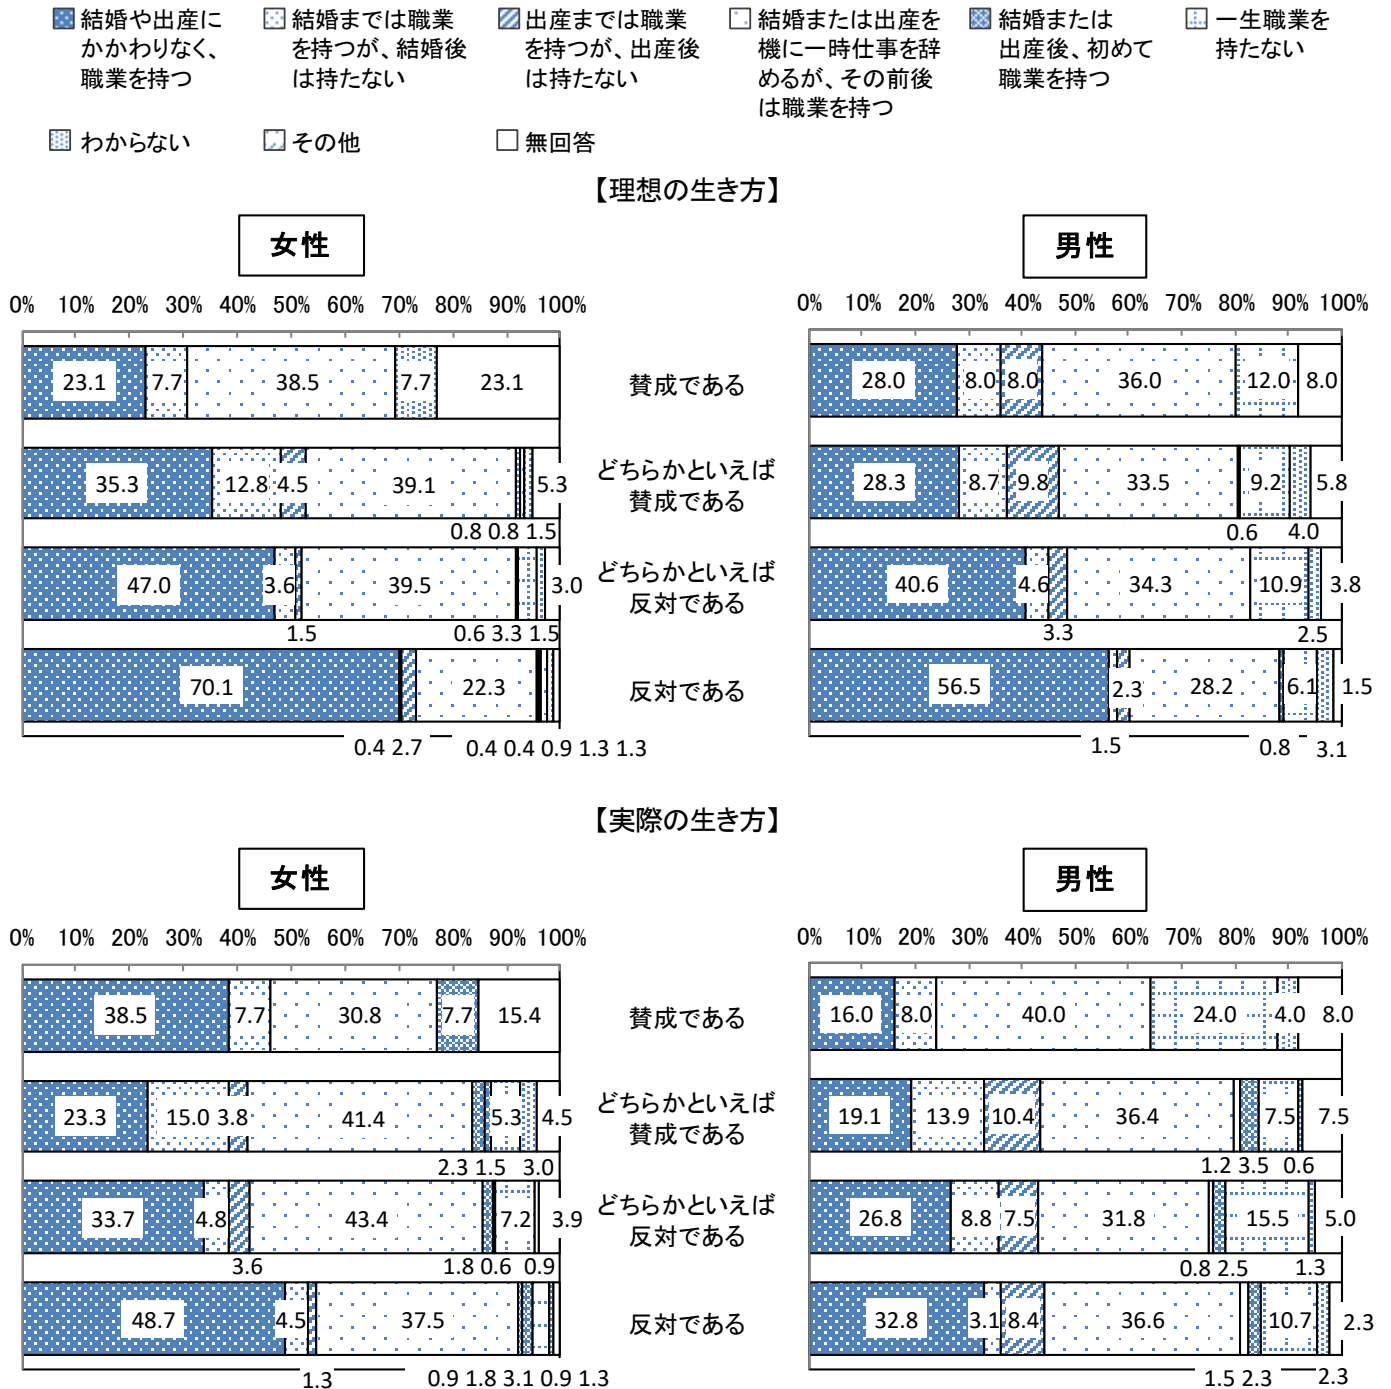 結婚や出産に
かかわりなく、
職業を持つ
結婚までは職業
を持つが、結婚後
は持たない
出産までは職業
を持つが、出産後
は持たない
結婚または出産を
機に一時仕事を辞
めるが、その前後
は職業を持つ
結婚または
出産後、初めて
職業を持つ
一生職業を
持たない
わからない
その他
無回答
【理想の生き方】
女性
男性
0% 10% 20% 30% 40% 50% 60% 70% 80% 90% 100%
0% 10% 20% 30% 40% 50% 60% 70% 80% 90% 100%
23.1 7.7 38.5 7.7 23.1
賛成である
28.0 8.0 8.0 36.0 12.0 8.0
35.3 12.8 4.5 39.1 5.3
0.8 0.8 1.5
どちらかといえば
賛成である
28.3 8.7 9.8 33.5 9.2 5.8
0.6 4.0
47.0 3.6 39.5 3.0
1.5 0.6 3.3 1.5
どちらかといえば
反対である
40.6 4.6 34.3 10.9 3.8
3.3 2.5
70.1 22.3
0.4 2.7 0.4 0.4 0.9 1.3 1.3
反対である
56.5 2.3 28.2 6.1 1.5
1.5 0.8 3.1
【実際の生き方】
女性
男性
0% 10% 20% 30% 40% 50% 60% 70% 80% 90% 100%
0% 10% 20% 30% 40% 50% 60% 70% 80% 90% 100%
38.5 7.7 30.8 7.7 15.4
賛成である
16.0 8.0 40.0 24.0 4.0 8.0
23.3 15.0 3.8 41.4 5.3 4.5
2.3 1.5 3.0
どちらかといえば
賛成である
19.1 13.9 10.4 36.4 7.5 7.5
1.2 3.5 0.6
33.7 4.8 43.4 7.2 3.9
3.6 1.8 0.6 0.9
どちらかといえば
反対である
26.8 8.8 7.5 31.8 15.5 5.0
0.8 2.5 1.3
48.7 4.5 37.5
1.3 0.9 1.8 3.1 0.9 1.3
反対である
32.8 3.1 8.4 36.6 10.7 2.3
1.5 2.3 2.3